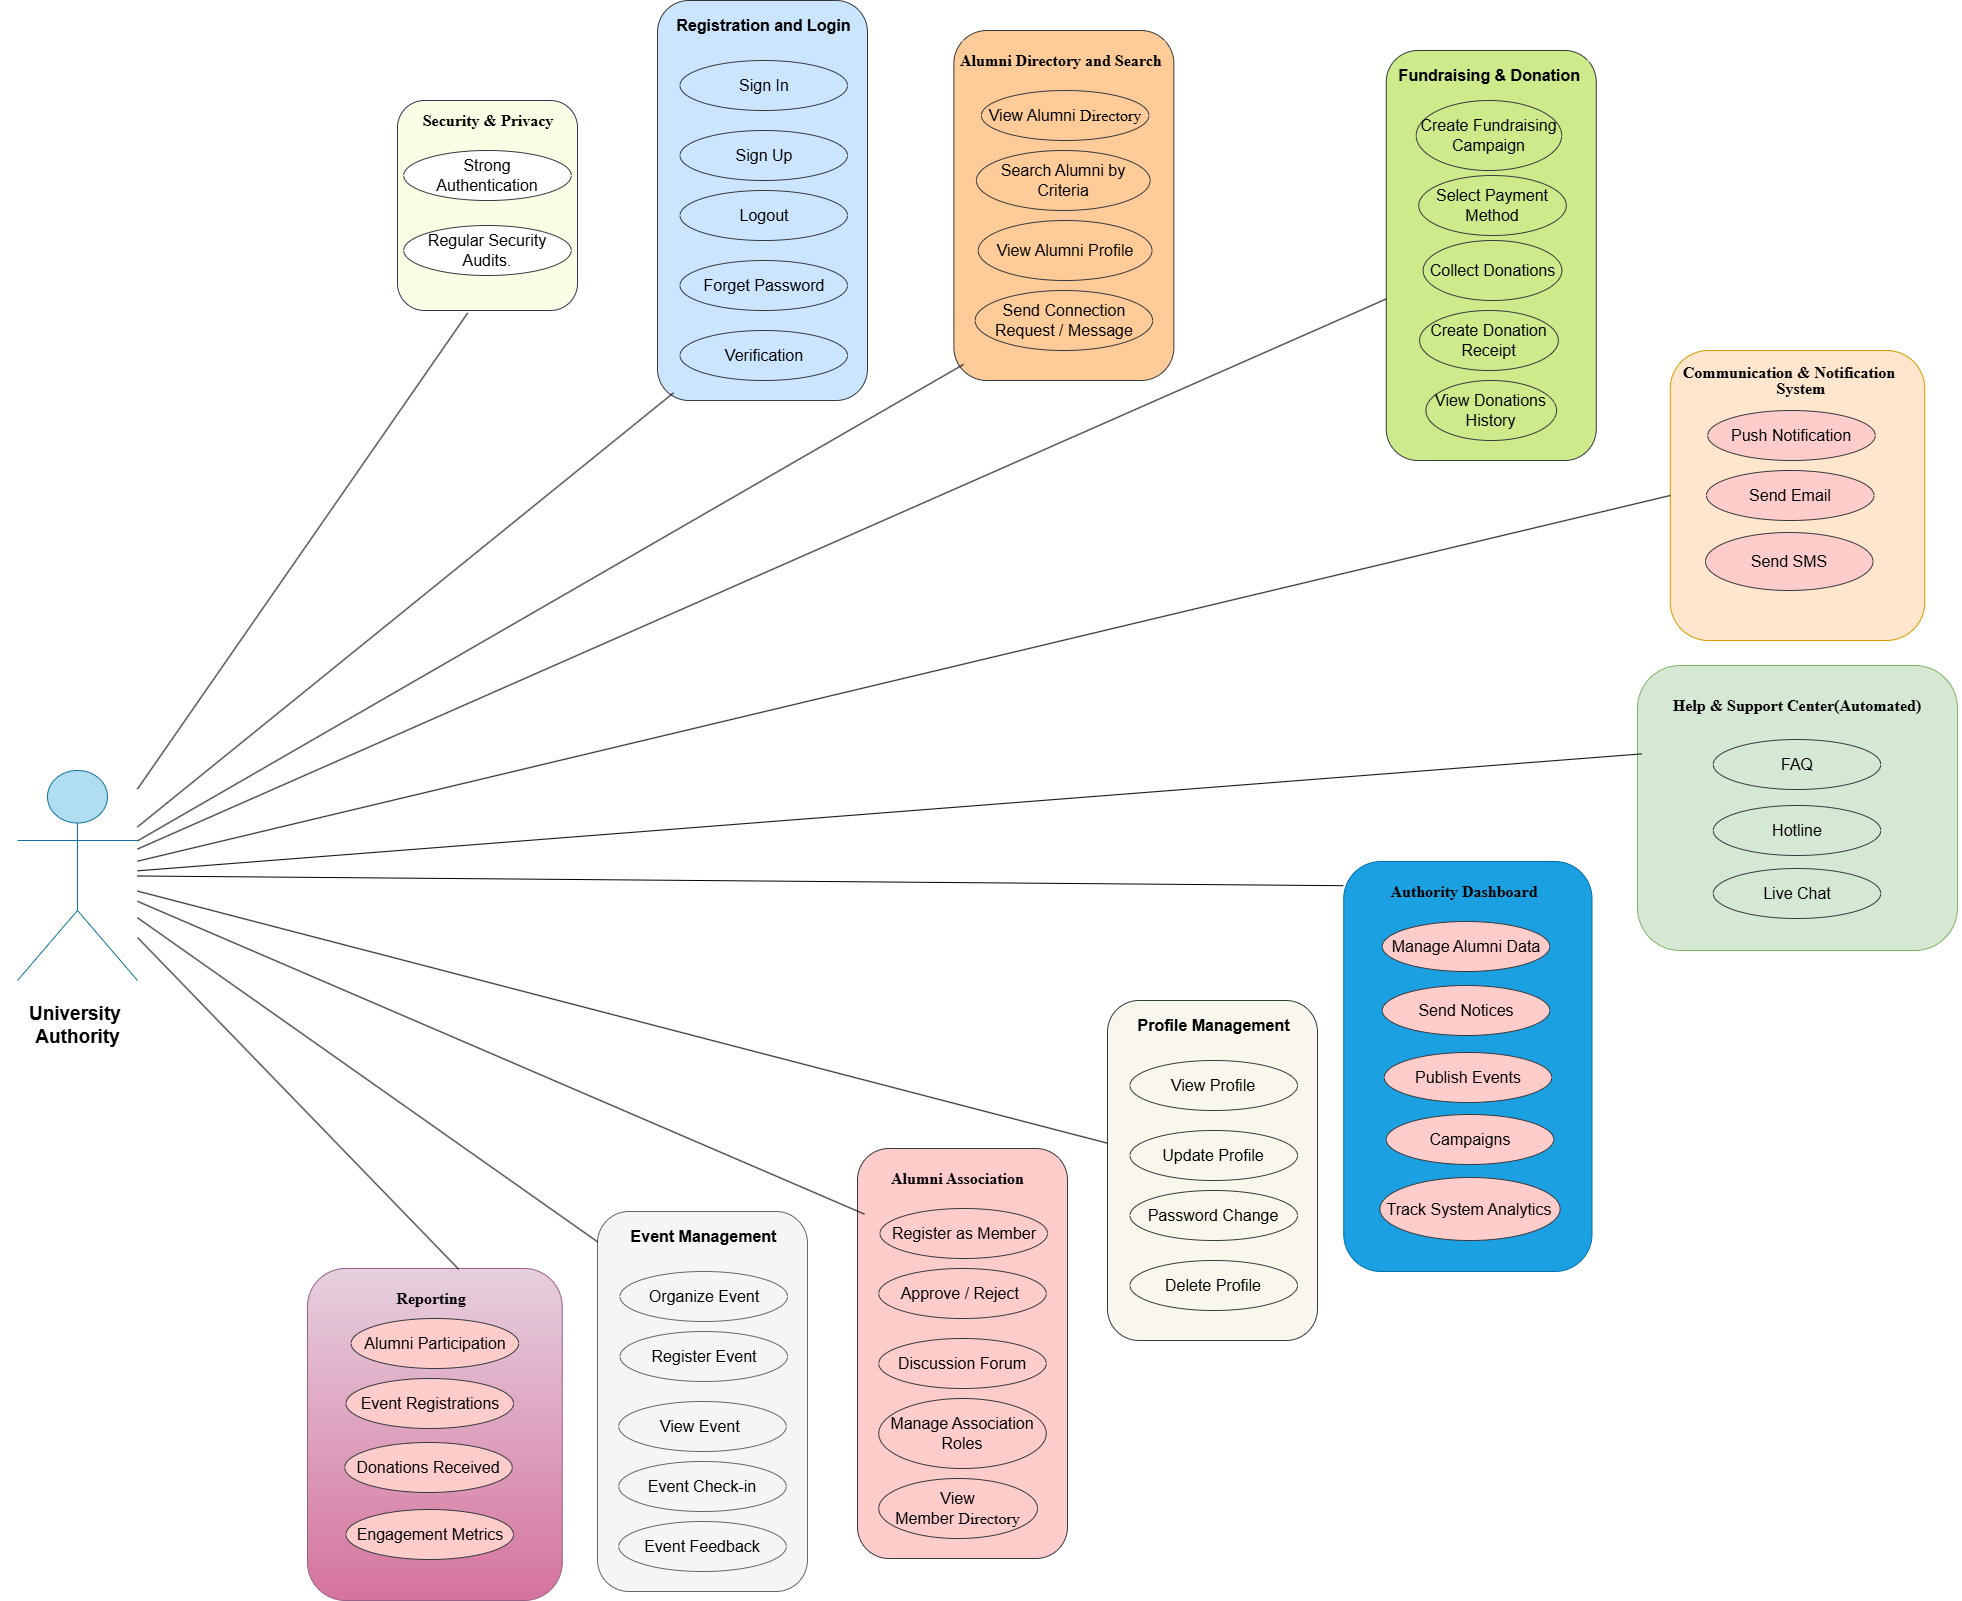 Registration and Login
Sign In
Sign Up
Logout
Forget Password
Verification
Alumni Directory and Search
View Alumni Directory
Search Alumni by
Criteria
View Alumni Profile
Send Connection
Request / Message
Fundraising & Donation
Create Fundraising
Campaign
Select Payment
Method
Collect Donations
Create Donation
Receipt
View Donations
History
Security & Privacy
Strong
Authentication
Regular Security
Audits.
Communication & Notification
System
Push Notification
Send Email
Send SMS
Help & Support Center(Automated)
FAQ
Hotline
Live Chat
University
Authority
Authority Dashboard
Manage Alumni Data
Send Notices
Publish Events
Campaigns
Track System Analytics
Profile Management
View Profile
Update Profile
Password Change
Delete Profile
Alumni Association
Register as Member
Approve / Reject
Discussion Forum
Manage Association
Roles
View
Member Directory
Event Management
Organize Event
Register Event
View Event
Event Check-in
Event Feedback
Reporting
Alumni Participation
Event Registrations
Donations Received
Engagement Metrics